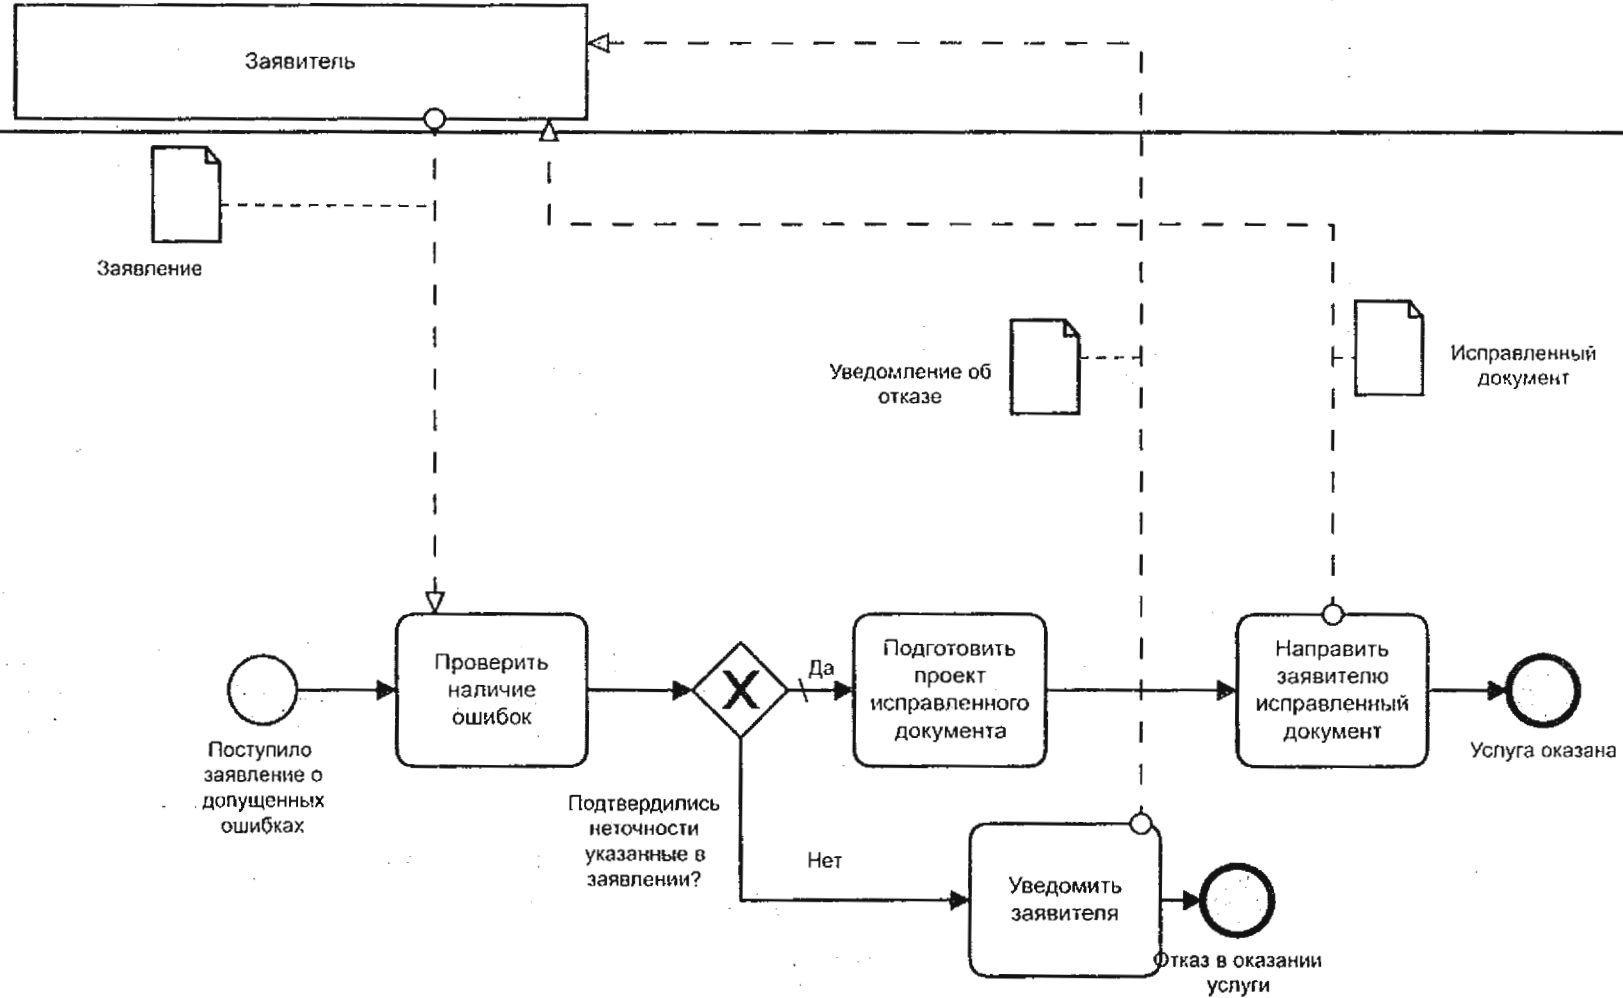 Заявитель
Заявление
Уведомление об
отказе
Исправленный
документ
Поступило
заявление о
допущенных
ошибках
Проверить
наличие
ошибок
Подтвердились
неточности
указанные в
заявлении?
X
Да
Нет
Подготовить
проект
исправленного
документа
Направить
заявителю
исправленный
документ
Услуга оказана
Уведомить
заявителя
Отказ в оказании
услуги